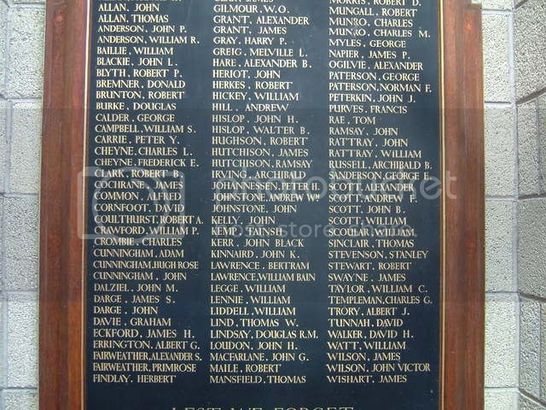 ALLAN, JOHN
ALLAN, THOMAS
ANDERSON, JOHN P.
ANDERSON, WILLIAM R.
BAILLIE, WILLIAM
BLACKIE, JOHN L.
BLYTH, ROBERT P.
BREMNER, DONALD
BRUNTON, ROBERT
BURKE, DOUGLAS
CALDER, GEORGE
CAMPBELL, WILLIAM S.
CARRIE, PETER Y.
CHEYNE, CHARLES L.
CHEYNE, FREDERICK E.
CLARK, ROBERT B.
COCHRANE, JAMES
COMMON, ALFRED
CORNFOOT, DAVID
COULTHURST, ROBERT A.
CRAWFORD, WILLIAM P.
CROMBIE, CHARLES
CUNNINGHAM, ADAM
CUNNINGHAM, HUGH ROSE
CUNNINGHAM, JOHN
DALZIEL, JOHN M.
DARGE, JAMES S.
DARGE, JOHN
DAVIE, GRAHAM
ECKFORD, JAMES H.
ERRINGTON, ALBERT G.
FAIRWEATHER, ALEXANDER S.
FAIRWEATHER, PRIMROSE
FINDLAY, HERBERT
GILMOUR, W.O.
GRANT, ALEXANDER
GRANT, JAMES
GRAY, HARRY P.
GREIG, MELVILLE L.
HARE, ALEXANDER B.
HERIOT, JOHN
HERKES, ROBERT
HICKEY, WILLIAM
HILL, ANDREW
HISLOP, JOHN H.
HISLOP, WALTER B.
HUGHSON, ROBERT
HUTCHISON, JAMES
HUTCHISON, RAMSAY
IRVING, ARCHIBALD
JOHANNESEN, PETER H.
JOHNSTONE, ANDREW W.
JOHNSTONE, JOHN
KELLY, JOHN
KEMP, TAINSH
KERR, JOHN BLACK
KINNAIRD, JOHN K.
LAWRENCE, BERTRAM
LAWRENCE, WILLIAM BAIN
LEGGE, WILLIAM
LENNIE, WILLIAM
LIDDELL, WILLIAM
LIND, THOMAS W.
LINDSAY, DOUGLAS R.M.
LOUDON, JOHN H.
MACFARLANE, JOHN G.
MAILE, ROBERT
MANSFIELD, THOMAS
MORRIS, ROBERT D.
MUNGALL, ROBERT
MUNRO, CHARLES
MUNRO, CHARLES M.
MYLES, GEORGE
NAPIER, JAMES P.
OGILVIE, ALEXANDER
PATERSON, GEORGE
PATERSON, NORMAN F.
PETERKIN, JOHN J.
PURVES, FRANCIS
RAE, TOM
RAMSAY, JOHN
RATTRAY, JOHN
RATTRAY, WILLIAM
RUSSELL, ARCHIBALD B.
SANDERSON, GEORGE E.
SCOTT, ALEXANDER
SCOTT, ANDREW F.
SCOTT, JOHN B.
SCOTT, WILLIAM
SCOULAR, WILLIAM
SINCLAIR, THOMAS
STEVENSON, STANLEY
STEWART, ROBERT
SWAYNE, JAMES
TAYLOR, WILLIAM C.
TEMPLEMAN, CHARLES G.
TRORY, ALBERT J.
TUNNAH, DAVID
WALKER, DAVID H.
WATT, WILLIAM
WILSON, JAMES
WILSON, JOHN VICTOR
WISHART, JAMES
LEST WE FORGET
photobucket